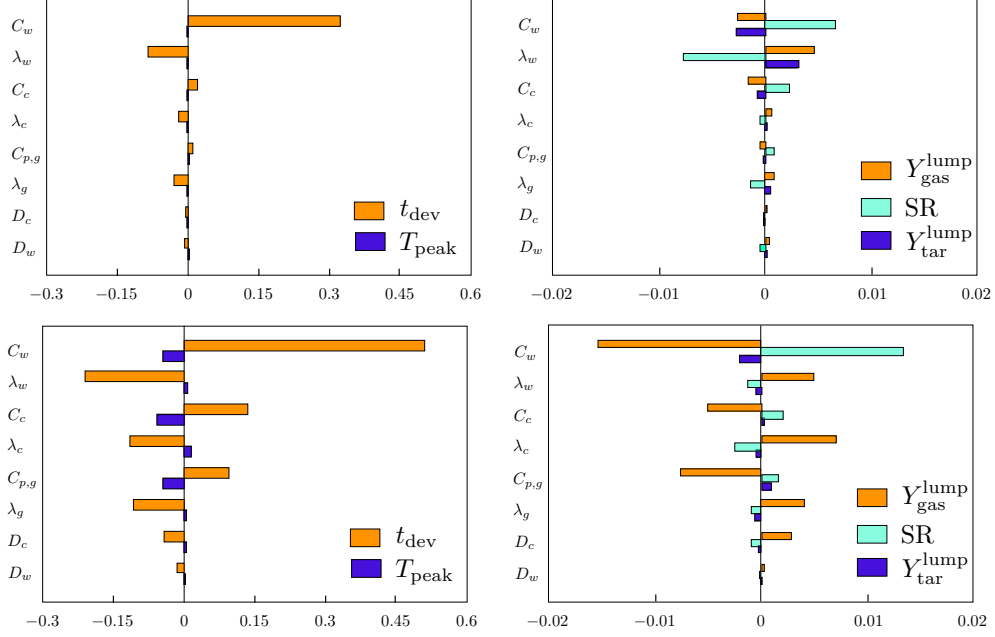 C_w
λ_w
C_c
λ_c
C_{p,g}
λ_g
D_c
D_w
t_dev
T_peak
−0.3 −0.15 0 0.15 0.3 0.45 0.6
C_w
λ_w
C_c
λ_c
C_{p,g}
λ_g
D_c
D_w
Y_gas^lump
SR
Y_tar^lump
−0.02 −0.01 0 0.01 0.02
C_w
λ_w
C_c
λ_c
C_{p,g}
λ_g
D_c
D_w
t_dev
T_peak
−0.3 −0.15 0 0.15 0.3 0.45 0.6
C_w
λ_w
C_c
λ_c
C_{p,g}
λ_g
D_c
D_w
Y_gas^lump
SR
Y_tar^lump
−0.02 −0.01 0 0.01 0.02